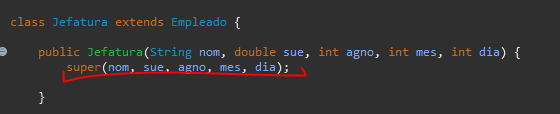 class Jefatura extends Empleado {
public Jefatura(String nom, double sue, int agno, int mes, int dia) {
super(nom, sue, agno, mes, dia);
}